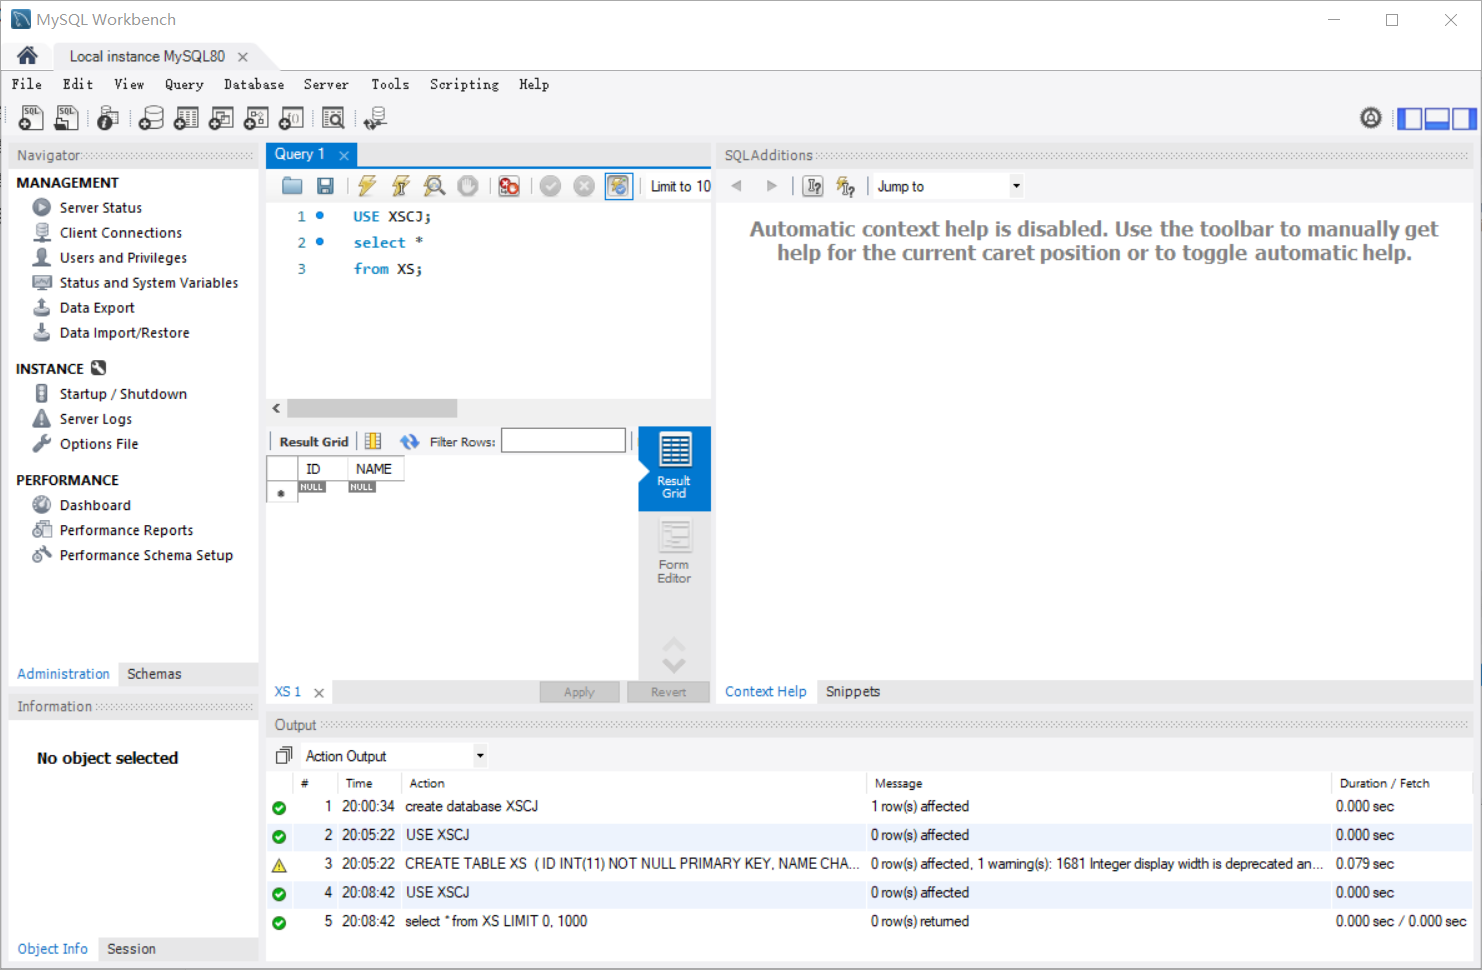 MySQL Workbench
Local instance MySQL80
File Edit View Query Database Server Tools Scripting Help
Navigator
MANAGEMENT
Server Status
Client Connections
Users and Privileges
Status and System Variables
Data Export
Data Import/Restore
INSTANCE
Startup / Shutdown
Server Logs
Options File
PERFORMANCE
Dashboard
Performance Reports
Performance Schema Setup
Administration Schemas
Information
No object selected
Object Info Session
Query 1
Limit to 10
1 USE XSCJ;
2 select *
3 from XS;
Result Grid Filter Rows:
ID NAME
NULL NULL
Result
Grid
Form
Editor
XS 1 Apply Revert
SQLAdditions
Jump to
Automatic context help is disabled. Use the toolbar to manually get
help for the current caret position or to toggle automatic help.
Context Help Snippets
Output
Action Output
# Time Action Message Duration / Fetch
1 20:00:34 create database XSCJ 1 row(s) affected 0.000 sec
2 20:05:22 USE XSCJ 0 row(s) affected 0.000 sec
3 20:05:22 CREATE TABLE XS ( ID INT(11) NOT NULL PRIMARY KEY, NAME CHA... 0 row(s) affected, 1 warning(s): 1681 Integer display width is deprecated an... 0.079 sec
4 20:08:42 USE XSCJ 0 row(s) affected 0.000 sec
5 20:08:42 select * from XS LIMIT 0, 1000 0 row(s) returned 0.000 sec / 0.000 sec